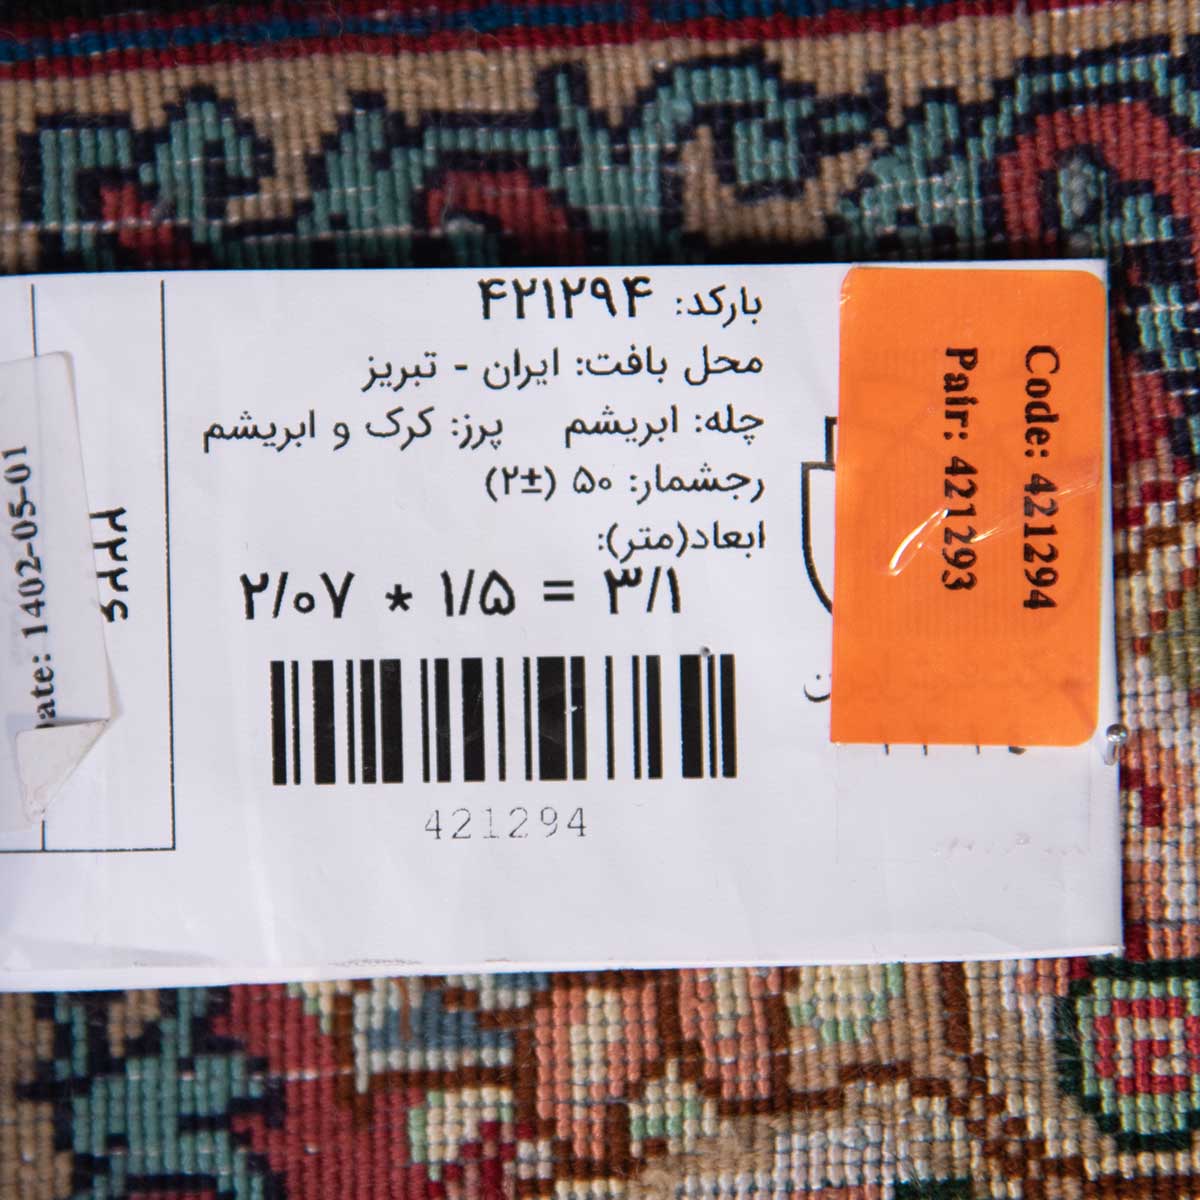 بارکد: ۴۲۱۲۹۴
محل بافت: ایران - تبریز
چله: ابریشم پرز: کرک و ابریشم
رجشمار: ۵۰ (±۲)
ابعاد(متر):
۲/۰۷ * ۱/۵ = ۳/۱
421294
Code: 421294
Pair: 421293
ate: 1402-05-01